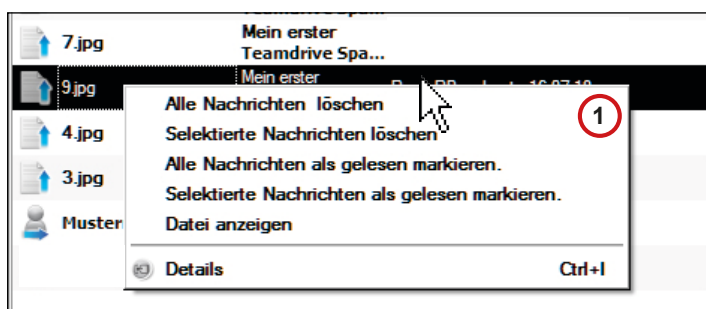 7.jpg
Mein erster
Teamdrive Spa...
9.jpg
Mein erster
1
Alle Nachrichten löschen
Selektierte Nachrichten löschen
Alle Nachrichten als gelesen markieren.
Selektierte Nachrichten als gelesen markieren.
Datei anzeigen
Details Ctrl+I
4.jpg
3.jpg
Muster